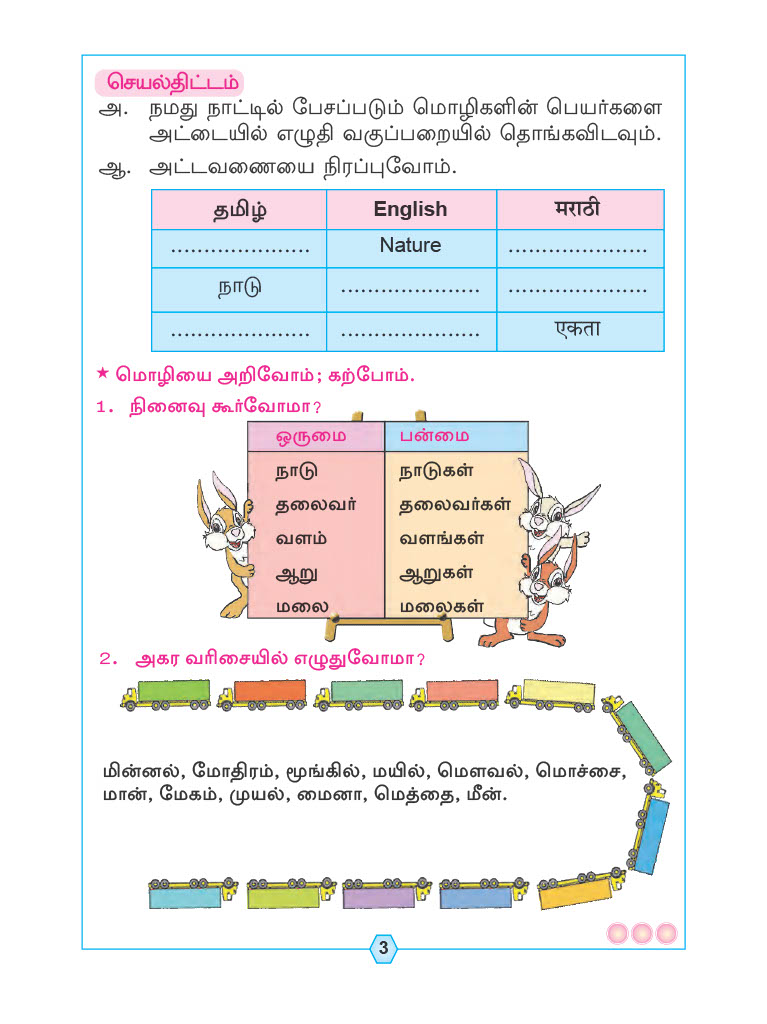 செயல்திட்டம்
அ. நமது நாட்டில் பேசப்படும் மொழிகளின் பெயர்களை
அட்டையில் எழுதி வகுப்பறையில் தொங்கவிடவும்.
ஆ. அட்டவணையை நிரப்புவோம்.
தமிழ் English मराठी
..................... Nature .....................
நாடு ..................... .....................
..................... ..................... एकता
★ மொழியை அறிவோம்; கற்போம்.
1. நினைவு கூர்வோமா?
ஒருமை பன்மை
நாடு நாடுகள்
தலைவர் தலைவர்கள்
வளம் வளங்கள்
ஆறு ஆறுகள்
மலை மலைகள்
2. அகர வரிசையில் எழுதுவோமா?
மின்னல், மோதிரம், மூங்கில், மயில், மௌவல், மொச்சை,
மான், மேகம், முயல், மைனா, மெத்தை, மீன்.
3